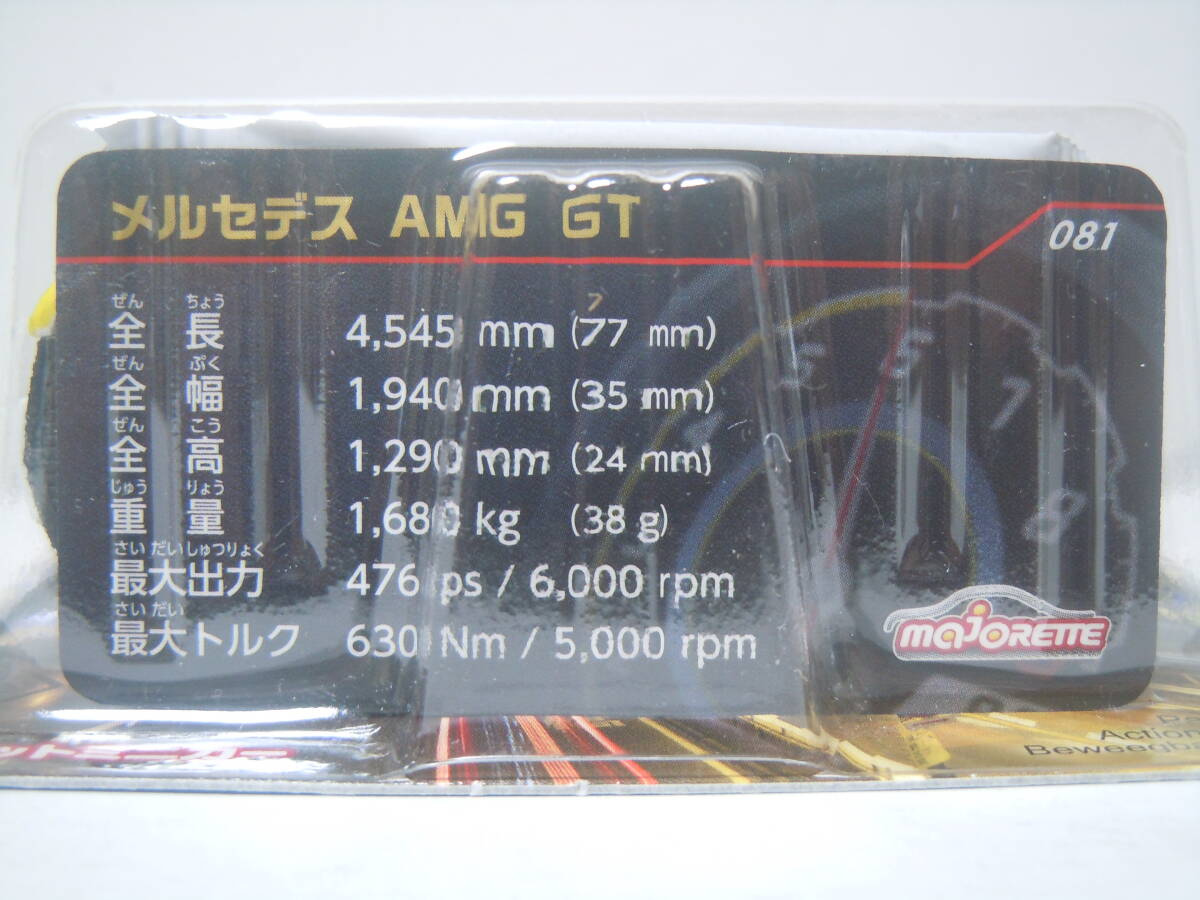 メルセデス AMG GT
081
ぜん ちょう
全 長 4,545 mm (77 mm)
ぜん ぷく
全 幅 1,940 mm (35 mm)
ぜん こう
全 高 1,290 mm (24 mm)
じゅう りょう
重 量 1,680 kg (38 g)
さい だい しゅつりょく
最大出力 476 ps / 6,000 rpm
さい だい
最大トルク 630 Nm / 5,000 rpm
majorette
5
7
8
Action